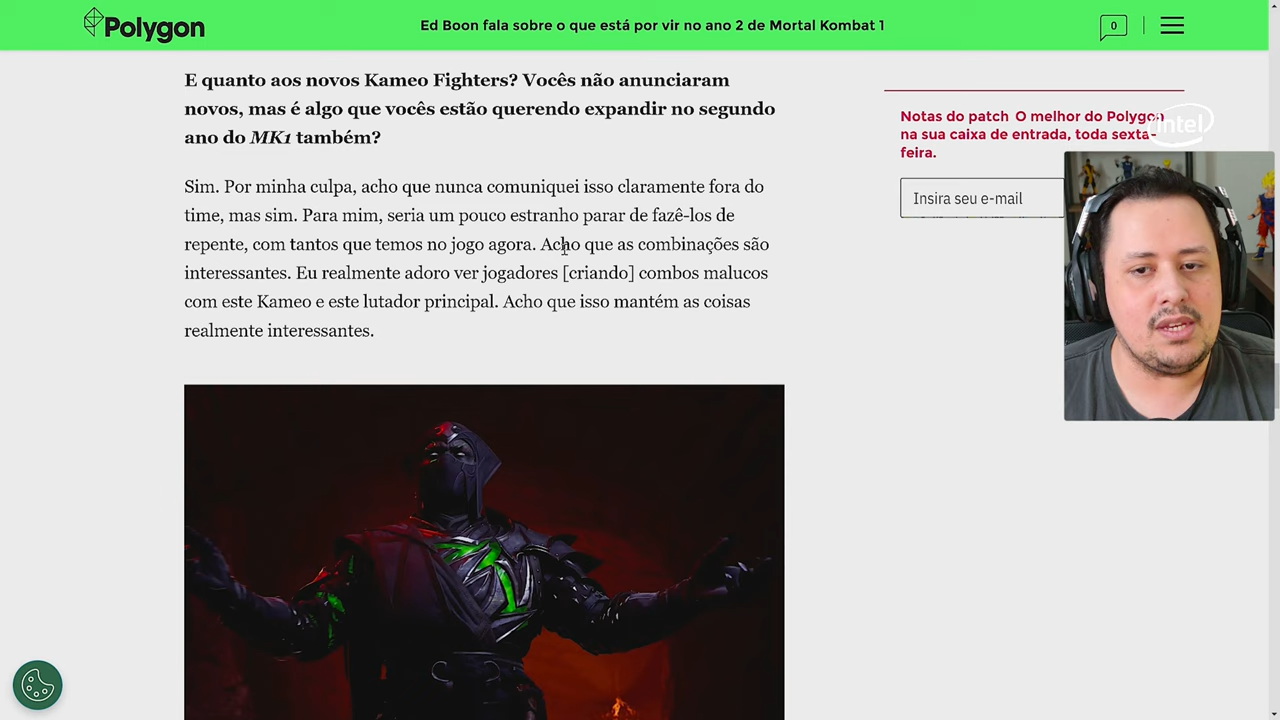 Polygon
Ed Boon fala sobre o que está por vir no ano 2 de Mortal Kombat 1
0
E quanto aos novos Kameo Fighters? Vocês não anunciaram
novos, mas é algo que vocês estão querendo expandir no segundo
ano do MK1 também?
Sim. Por minha culpa, acho que nunca comuniquei isso claramente fora do
time, mas sim. Para mim, seria um pouco estranho parar de fazê-los de
repente, com tantos que temos no jogo agora. Acho que as combinações são
interessantes. Eu realmente adoro ver jogadores [criando] combos malucos
com este Kameo e este lutador principal. Acho que isso mantém as coisas
realmente interessantes.
Notas do patch O melhor do Polygon
na sua caixa de entrada, toda sexta-
feira.
intel
Insira seu e-mail